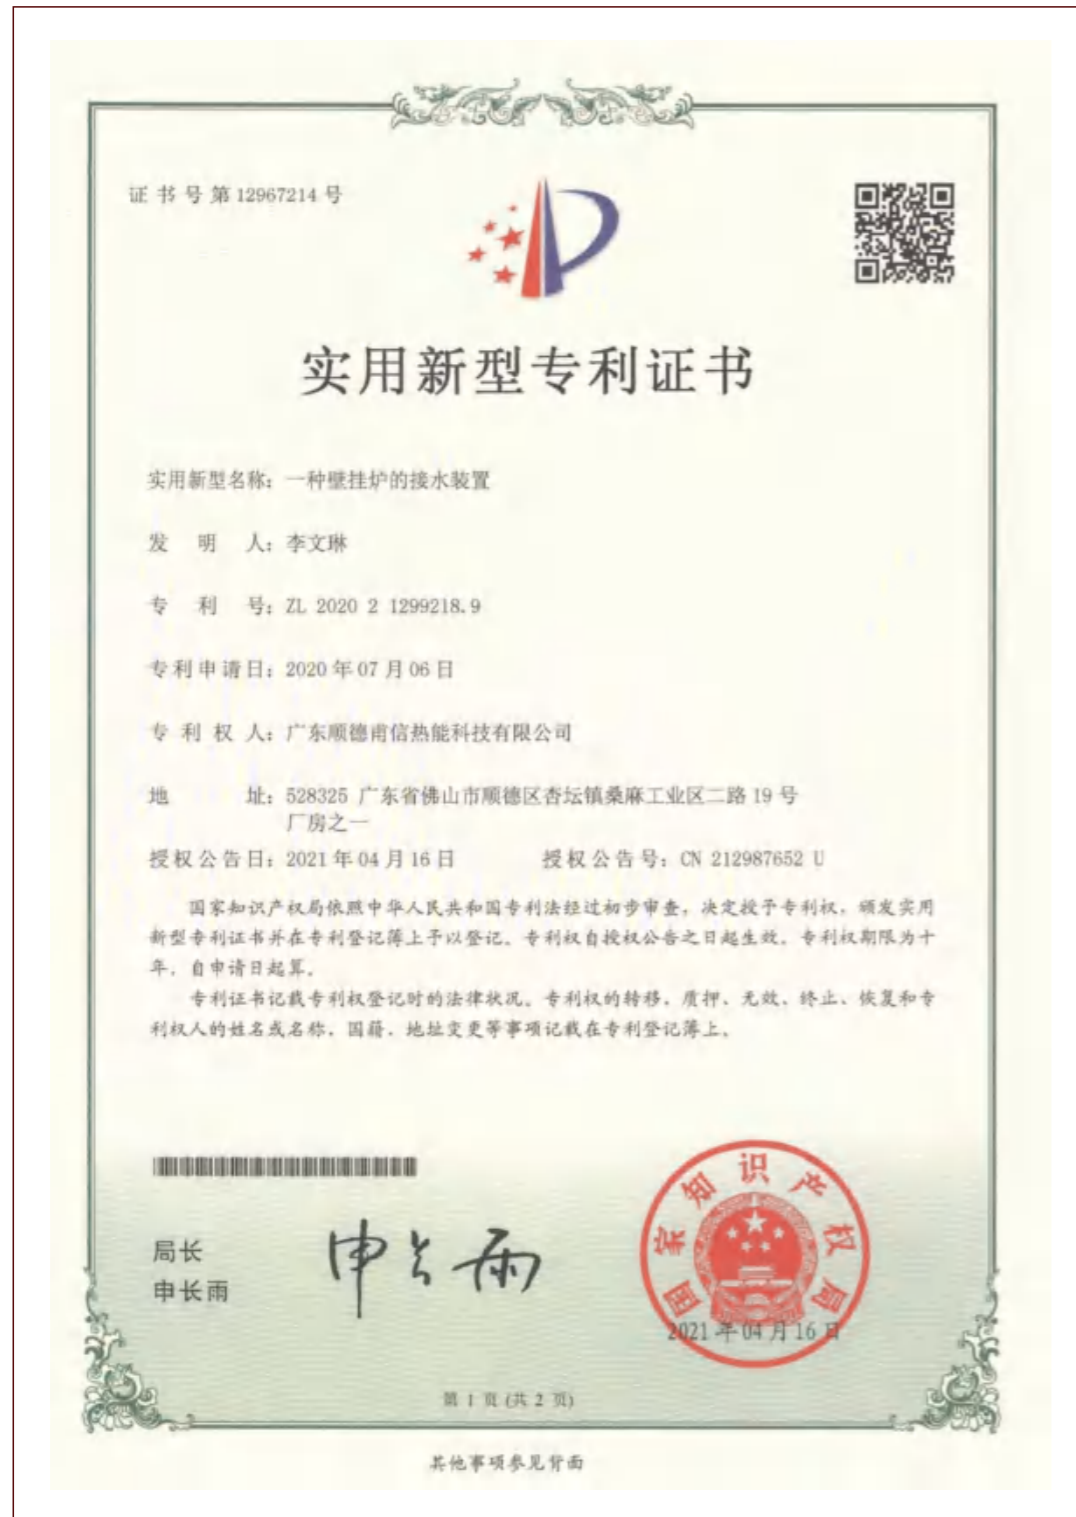 证书号第12967214号
实用新型专利证书
实用新型名称：一种壁挂炉的接水装置
发明人：李文琳
专利号：ZL 2020 2 1299218.9
专利申请日：2020年07月06日
专利权人：广东顺德甫信热能科技有限公司
地址：528325 广东省佛山市顺德区杏坛镇桑麻工业区二路19号
厂房之一
授权公告日：2021年04月16日 授权公告号：CN 212987652 U
国家知识产权局依照中华人民共和国专利法经过初步审查，决定授予专利权，颁发实用
新型专利证书并在专利登记簿上予以登记。专利权自授权公告之日起生效。专利权期限为十
年，自申请日起算。
专利证书记载专利权登记时的法律状况。专利权的转移、质押、无效、终止、恢复和专
利权人的姓名或名称、国籍、地址变更等事项记载在专利登记簿上。
局长
申长雨
申长雨
国家知识产权局
2021年04月16日
第1页(共2页)
其他事项参见背面